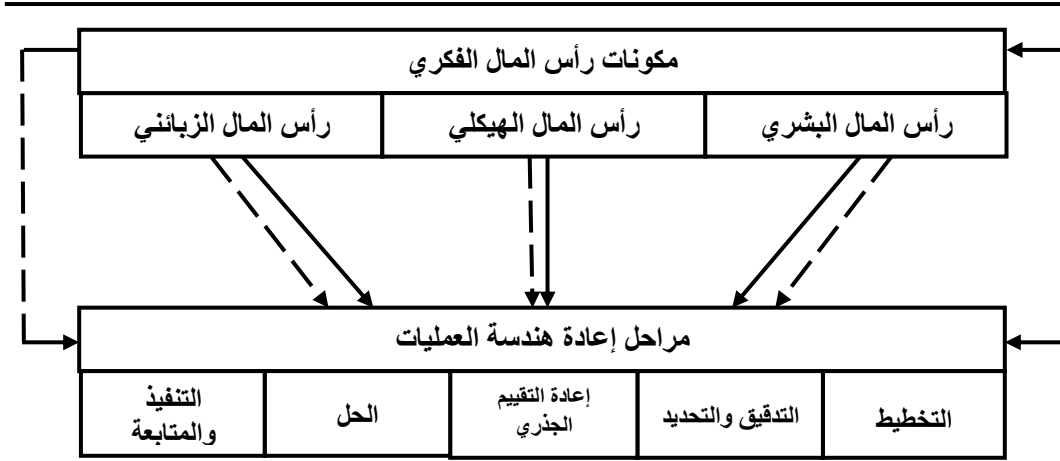 مكونات رأس المال الفكري
رأس المال البشري
رأس المال الهيكلي
رأس المال الزبائني
مراحل إعادة هندسة العمليات
التخطيط
التدقيق والتحديد
إعادة التقييم
الجذري
الحل
التنفيذ
والمتابعة